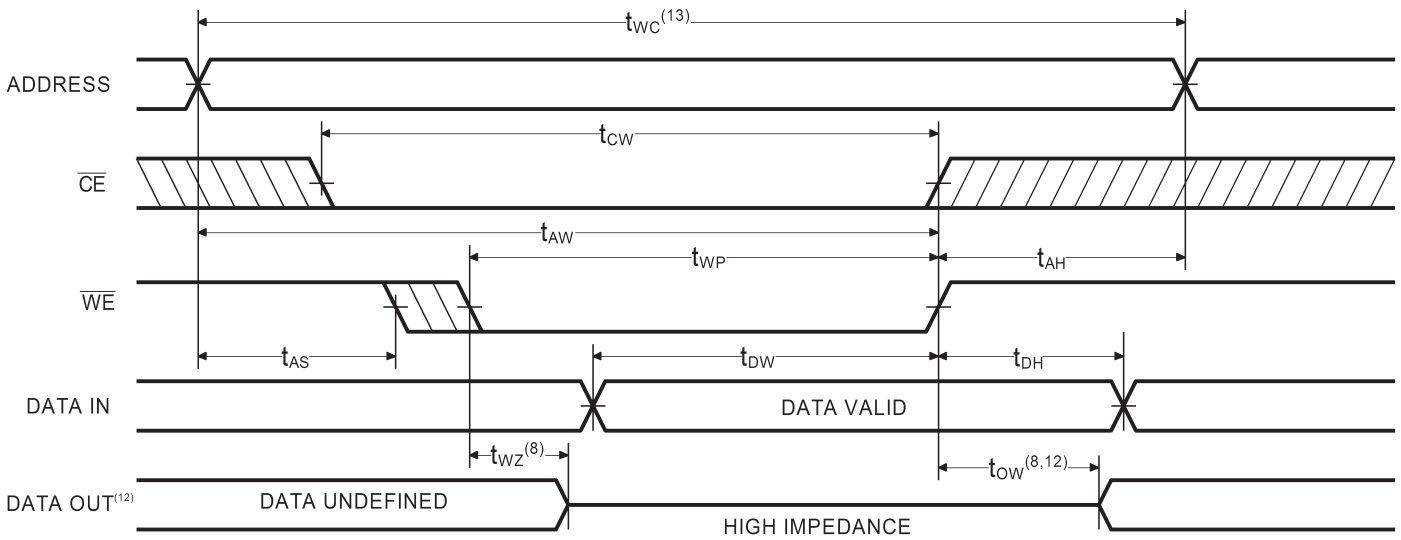 tWC(13)
ADDRESS
tCW
CE
tAW
tWP
tAH
WE
tAS
tDW
tDH
DATA IN
DATA VALID
tWZ(8)
tOW(8,12)
DATA OUT(12)
DATA UNDEFINED
HIGH IMPEDANCE